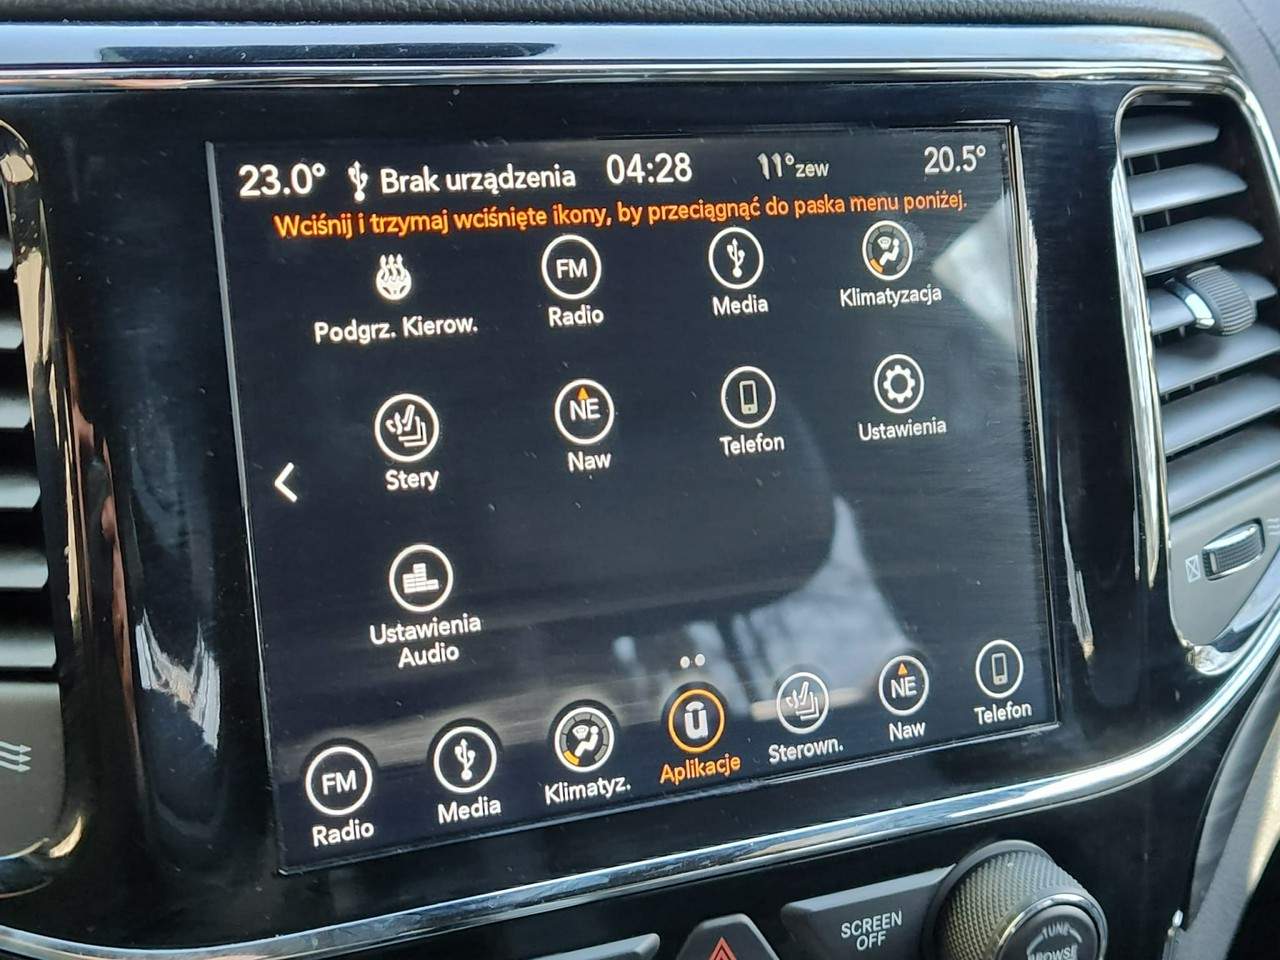 23.0° Brak urządzenia 04:28 11°zew 20.5°
Wciśnij i trzymaj wciśnięte ikony, by przeciągnąć do paska menu poniżej.
FM
Podgrz. Kierow. Radio Media Klimatyzacja
NE
Stery Naw Telefon Ustawienia
Ustawienia
Audio
FM NE
Radio Media Klimatyz. Aplikacje Sterown. Naw Telefon
SCREEN
OFF
TUNE
BROWSE